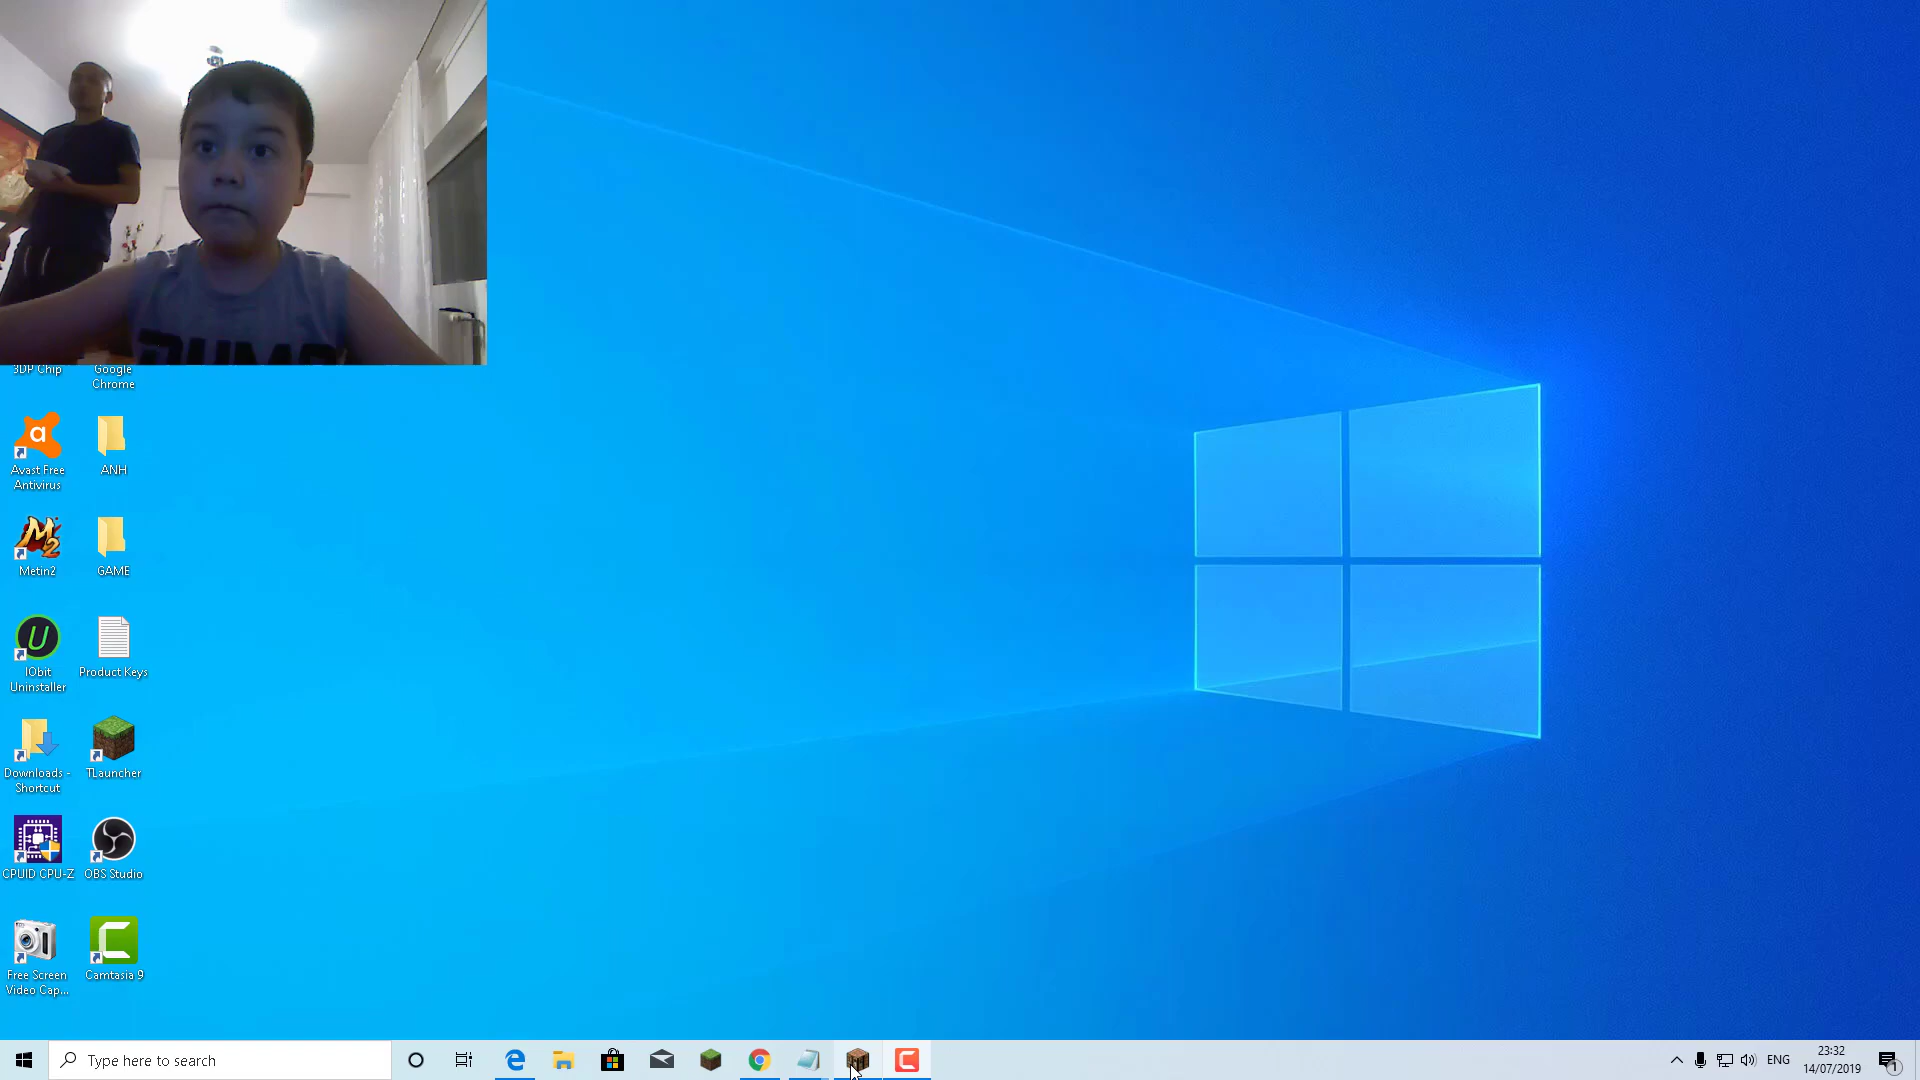 3DP Chip
Google
Chrome
Avast Free
Antivirus
ANH
Metin2
GAME
IObit
Uninstaller
Product Keys
Downloads -
Shortcut
TLauncher
CPUID CPU-Z
OBS Studio
Free Screen
Video Cap...
Camtasia 9
Type here to search
ENG
23:32
14/07/2019
1